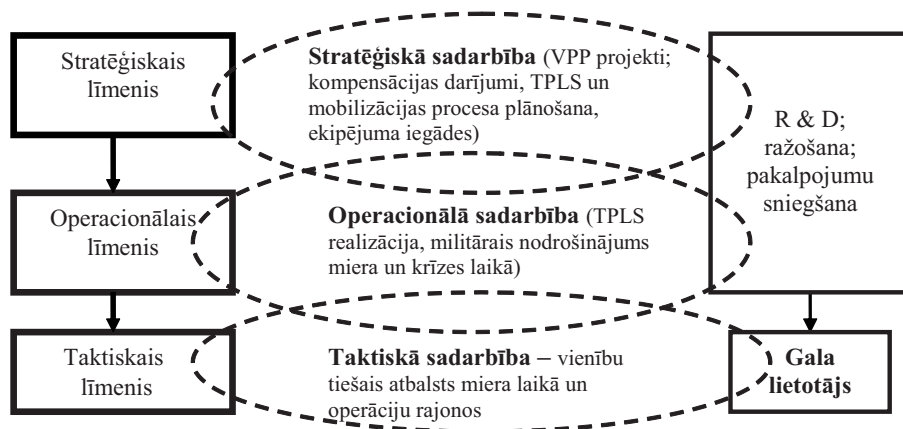 Stratēģiskais
līmenis
Stratēģiskā sadarbība (VPP projekti;
kompensācijas darījumi, TPLS un
mobilizācijas procesa plānošana,
ekipējuma iegādes)
R & D;
ražošana;
pakalpojumu
sniegšana
Operacionālais
līmenis
Operacionālā sadarbība (TPLS
realizācija, militārais nodrošinājums
miera un krīzes laikā)
Taktiskais
līmenis
Taktiskā sadarbība – vienību
tiešais atbalsts miera laikā un
operāciju rajonos
Gala
lietotājs